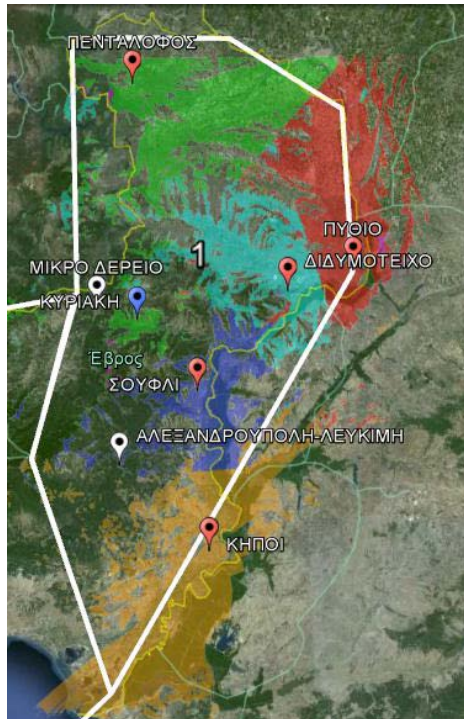 ΠΕΝΤΑΛΟΦΟΣ
1
ΠΥΘΙΟ
ΔΙΔΥΜΟΤΕΙΧΟ
ΜΙΚΡΟ ΔΕΡΕΙΟ
ΚΥΡΙΑΚΗ
Έβρος
ΣΟΥΦΛΙ
ΑΛΕΞΑΝΔΡΟΥΠΟΛΗ-ΛΕΥΚΙΜΗ
ΚΗΠΟΙ